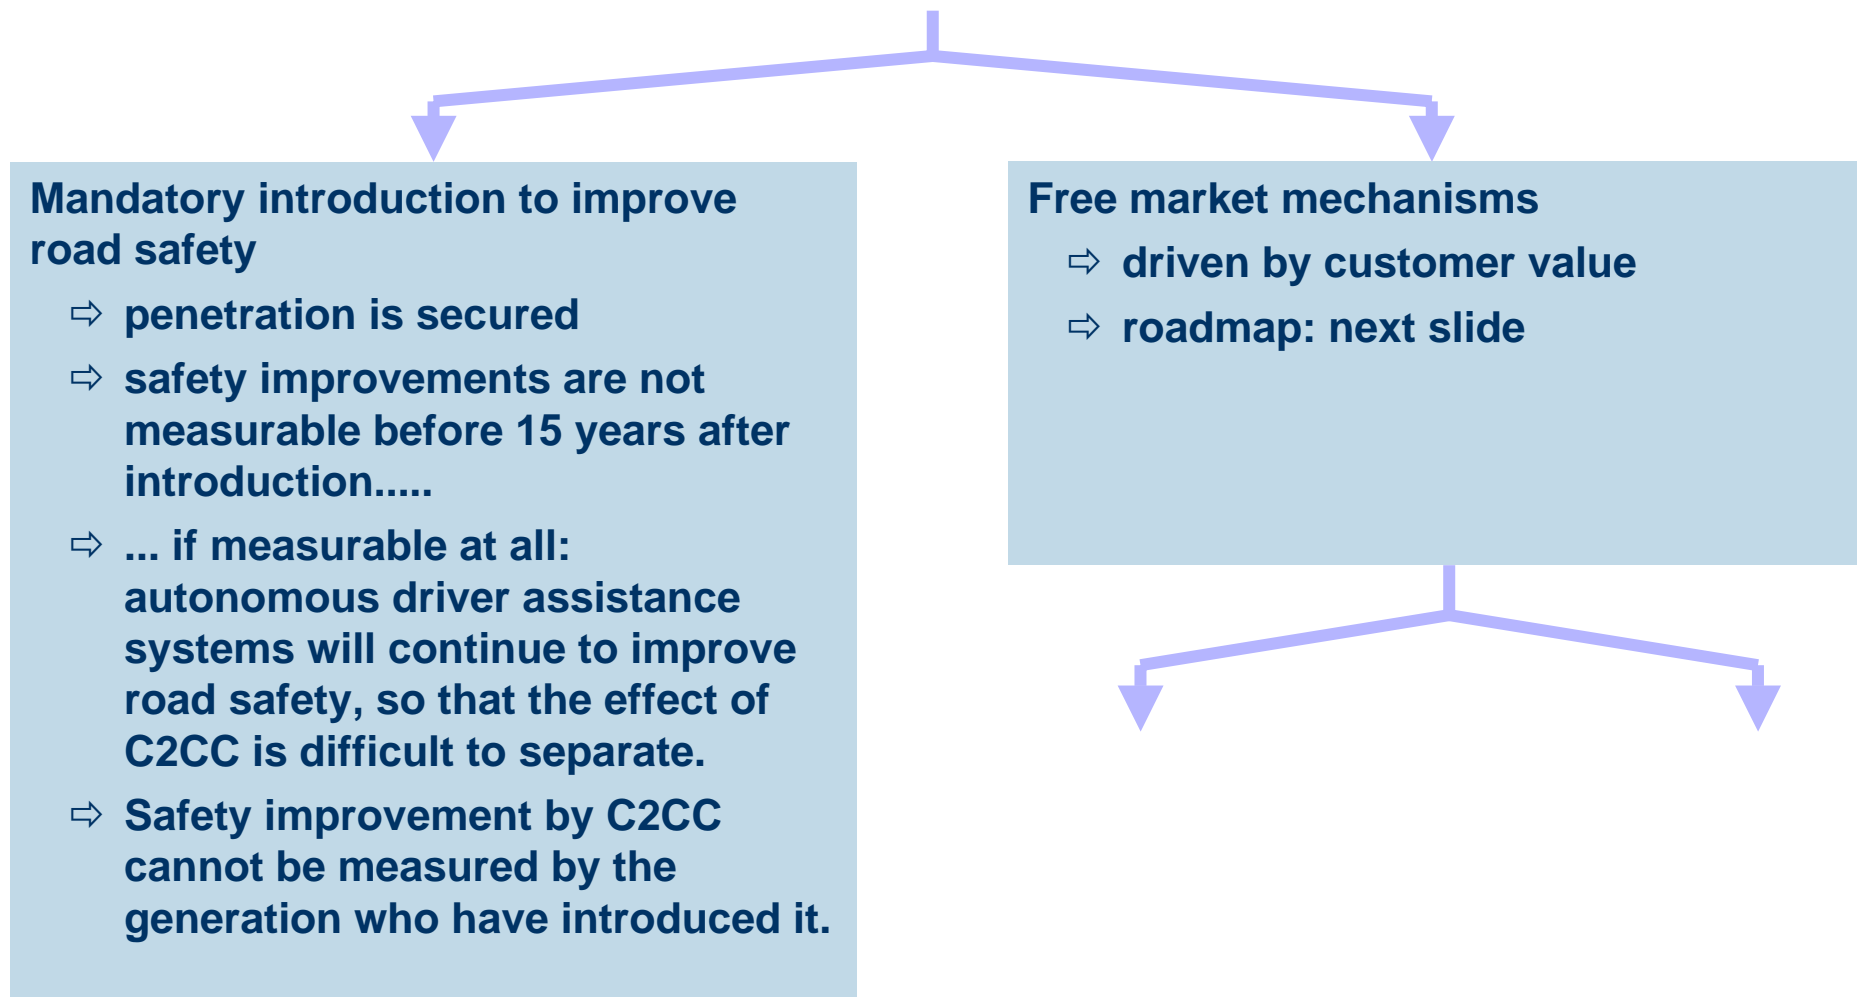 Mandatory introduction to improve
road safety
⇨ penetration is secured
⇨ safety improvements are not
measurable before 15 years after
introduction.....
⇨ ... if measurable at all:
autonomous driver assistance
systems will continue to improve
road safety, so that the effect of
C2CC is difficult to separate.
⇨ Safety improvement by C2CC
cannot be measured by the
generation who have introduced it.
Free market mechanisms
⇨ driven by customer value
⇨ roadmap: next slide